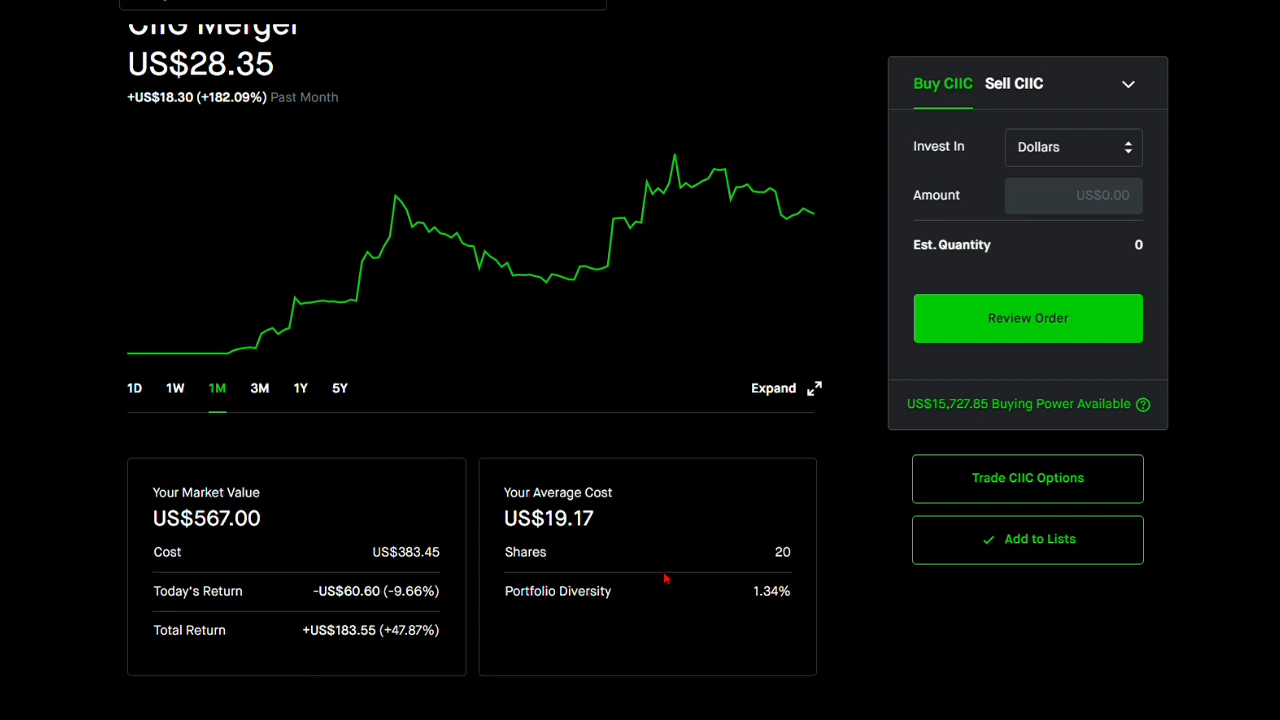 CIIG Merger
US$28.35
+US$18.30 (+182.09%) Past Month
1D 1W 1M 3M 1Y 5Y Expand
Your Market Value
US$567.00
Cost US$383.45
Today's Return -US$60.60 (-9.66%)
Total Return +US$183.55 (+47.87%)
Your Average Cost
US$19.17
Shares 20
Portfolio Diversity 1.34%
Buy CIIC Sell CIIC
Invest In Dollars
Amount US$0.00
Est. Quantity 0
Review Order
US$15,727.85 Buying Power Available ?
Trade CIIC Options
Add to Lists